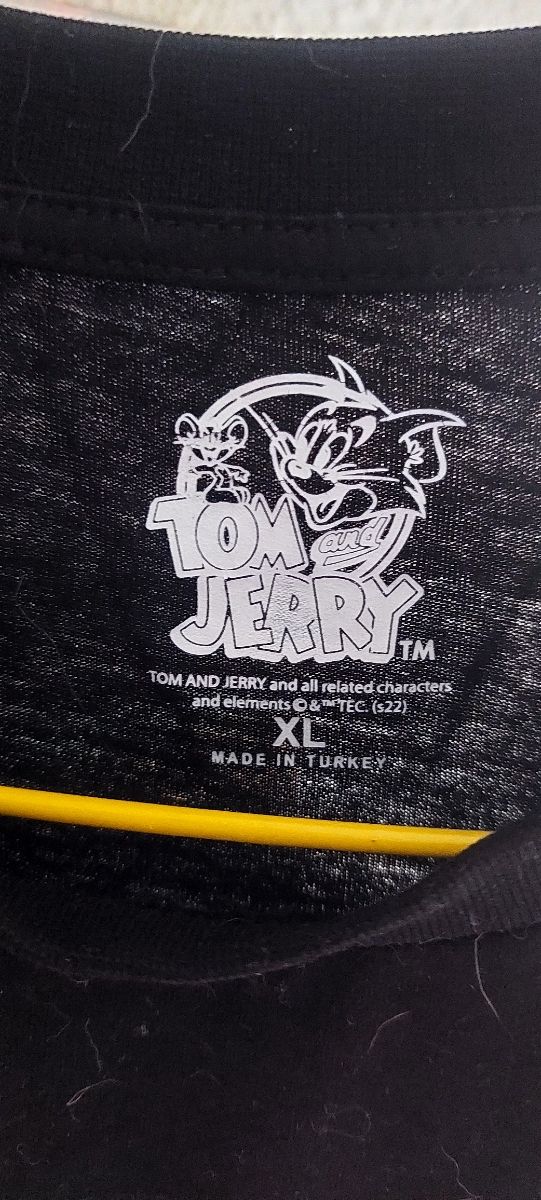 TOM and
JERRY TM
TOM AND JERRY and all related characters
and elements © & ™ TEC. (s22)
XL
MADE IN TURKEY